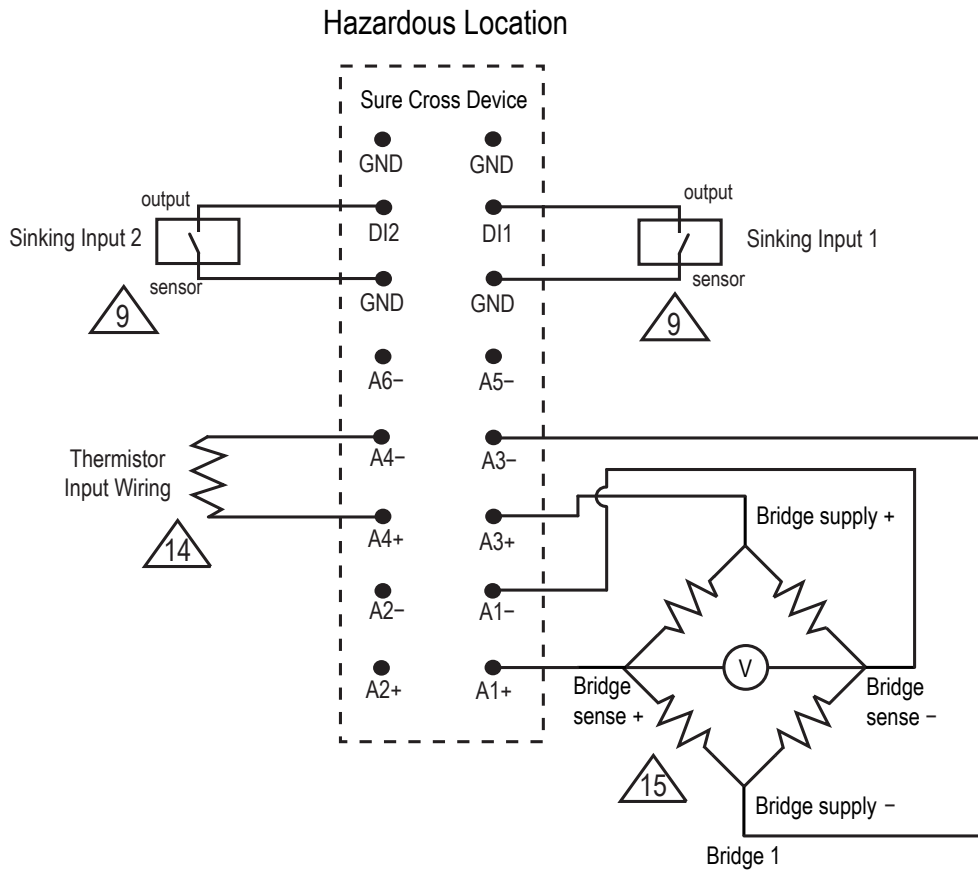 Hazardous Location
Sure Cross Device
GND
GND
output
output
Sinking Input 2
DI2
DI1
Sinking Input 1
sensor
GND
GND
sensor
9
9
A6−
A5−
Thermistor
Input Wiring
A4−
A3−
14
A4+
A3+
Bridge supply +
A2−
A1−
V
A2+
A1+
Bridge
sense +
Bridge
sense −
15
Bridge supply −
Bridge 1